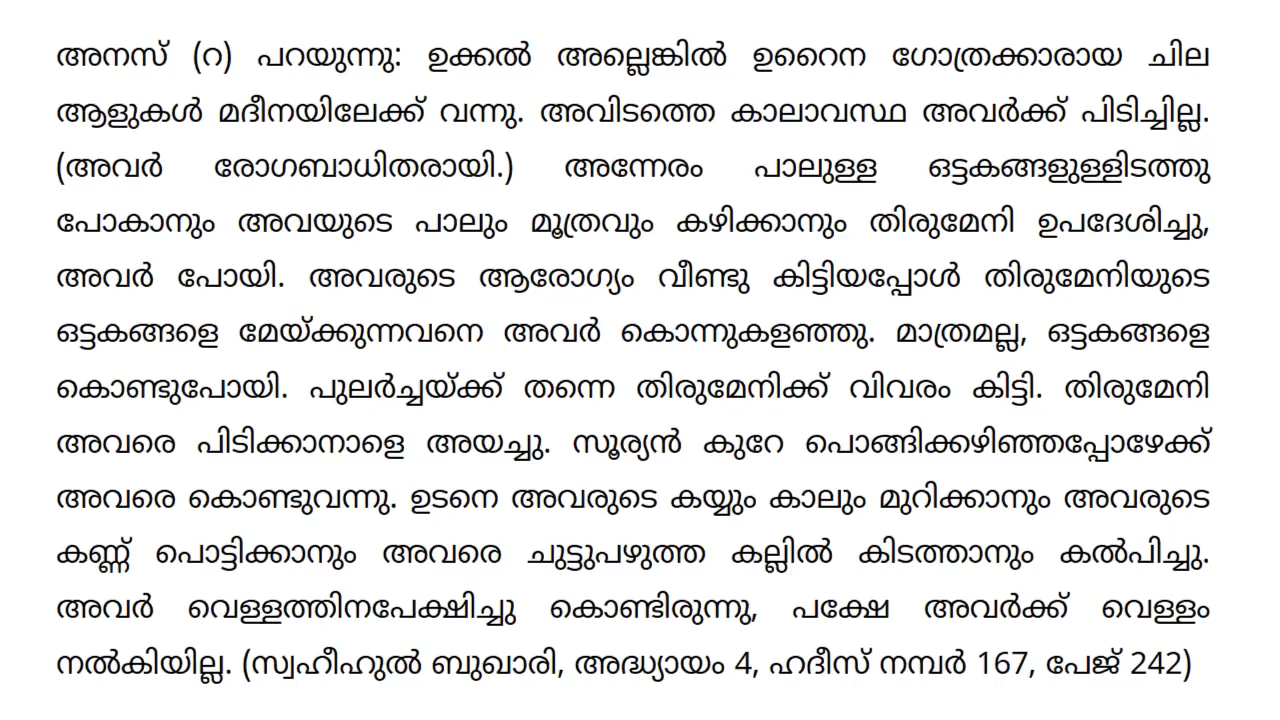 അനസ് (റ) പറയുന്നു: ഉക്കൽ അല്ലെങ്കിൽ ഉറൈന ഗോത്രക്കാരായ ചില
ആളുകൾ മദീനയിലേക്ക് വന്നു. അവിടത്തെ കാലാവസ്ഥ അവർക്ക് പിടിച്ചില്ല.
(അവർ രോഗബാധിതരായി.) അന്നേരം പാലുള്ള ഒട്ടകങ്ങളുള്ളിടത്തു
പോകാനും അവയുടെ പാലും മൂത്രവും കഴിക്കാനും തിരുമേനി ഉപദേശിച്ചു,
അവർ പോയി. അവരുടെ ആരോഗ്യം വീണ്ടു കിട്ടിയപ്പോൾ തിരുമേനിയുടെ
ഒട്ടകങ്ങളെ മേയ്ക്കുന്നവനെ അവർ കൊന്നുകളഞ്ഞു. മാത്രമല്ല, ഒട്ടകങ്ങളെ
കൊണ്ടുപോയി. പുലർച്ചയ്ക്ക് തന്നെ തിരുമേനിക്ക് വിവരം കിട്ടി. തിരുമേനി
അവരെ പിടിക്കാനാളെ അയച്ചു. സൂര്യൻ കുറേ പൊങ്ങിക്കഴിഞ്ഞപ്പോഴേക്ക്
അവരെ കൊണ്ടുവന്നു. ഉടനെ അവരുടെ കയ്യും കാലും മുറിക്കാനും അവരുടെ
കണ്ണ് പൊട്ടിക്കാനും അവരെ ചുട്ടുപഴുത്ത കല്ലിൽ കിടത്താനും കൽപിച്ചു.
അവർ വെള്ളത്തിനപേക്ഷിച്ചു കൊണ്ടിരുന്നു, പക്ഷേ അവർക്ക് വെള്ളം
നൽകിയില്ല. (സ്വഹീഹുൽ ബുഖാരി, അദ്ധ്യായം 4, ഹദീസ് നമ്പർ 167, പേജ് 242)